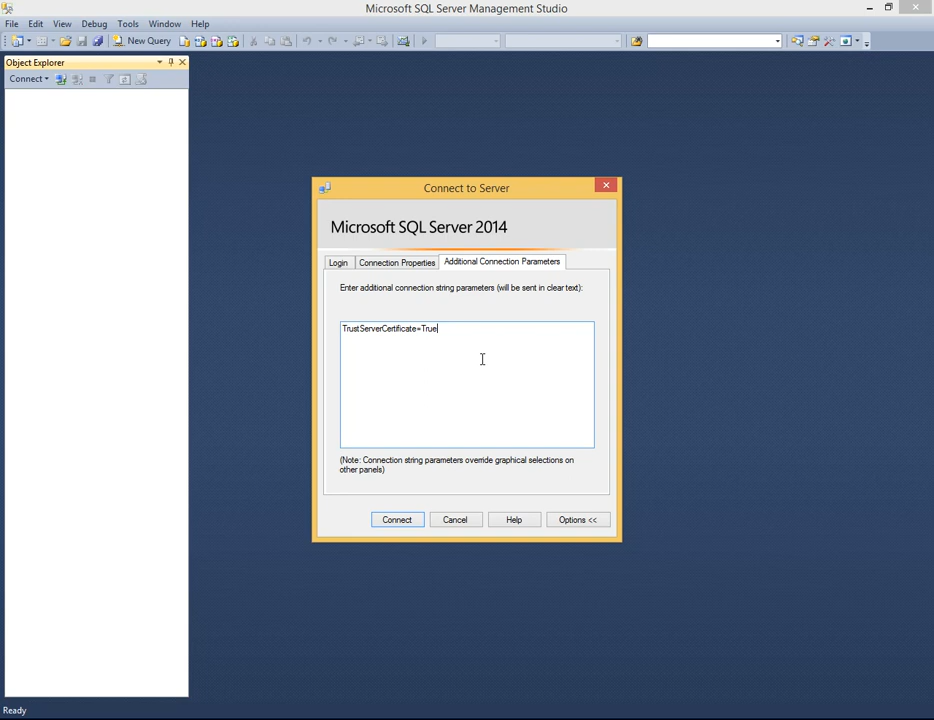 Microsoft SQL Server Management Studio
File Edit View Debug Tools Window Help
New Query
Object Explorer
Connect
Connect to Server
Microsoft SQL Server 2014
Login Connection Properties Additional Connection Parameters
Enter additional connection string parameters (will be sent in clear text):
TrustServerCertificate=True
(Note: Connection string parameters override graphical selections on
other panels)
Connect Cancel Help Options <<
Ready